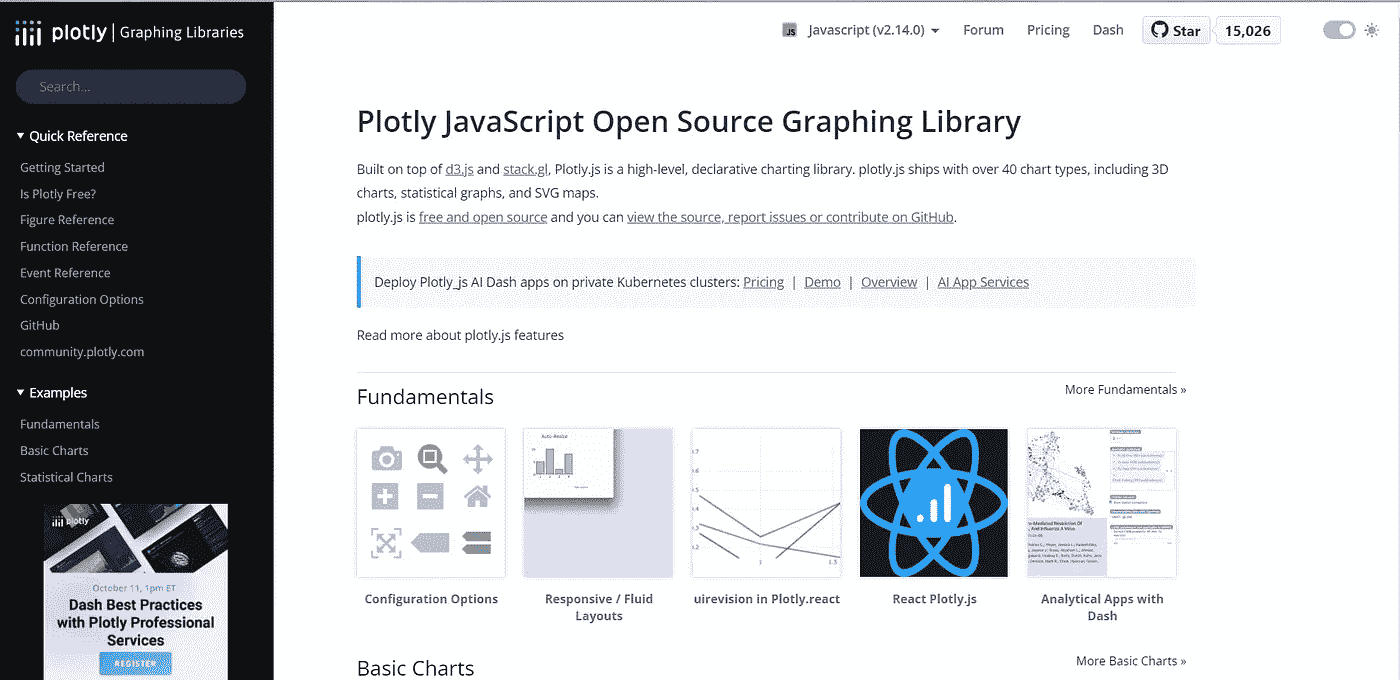 plotly | Graphing Libraries
JS Javascript (v2.14.0) Forum Pricing Dash Star 15,026
Search...
Quick Reference
Getting Started
Is Plotly Free?
Figure Reference
Function Reference
Event Reference
Configuration Options
GitHub
community.plotly.com
Examples
Fundamentals
Basic Charts
Statistical Charts
plotly
October 11, 1pm ET
Dash Best Practices
with Plotly Professional
Services
REGISTER
Plotly JavaScript Open Source Graphing Library
Built on top of d3.js and stack.gl, Plotly.js is a high-level, declarative charting library. plotly.js ships with over 40 chart types, including 3D
charts, statistical graphs, and SVG maps.
plotly.js is free and open source and you can view the source, report issues or contribute on GitHub.
Deploy Plotly_js AI Dash apps on private Kubernetes clusters: Pricing | Demo | Overview | AI App Services
Read more about plotly.js features
Fundamentals
More Fundamentals »
Auto-Resize
Configuration Options
Responsive / Fluid
Layouts
uirevision in Plotly.react
React Plotly.js
Analytical Apps with
Dash
Basic Charts
More Basic Charts »